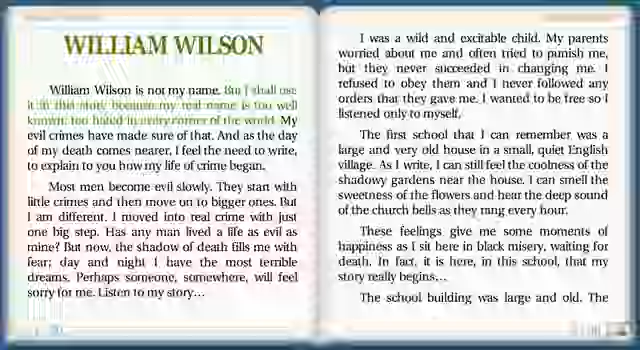 WILLIAM WILSON
William Wilson is not my name. But I shall use
it in this story because my real name is too well
known, too hated in every corner of the world. My
evil crimes have made sure of that. And as the day
of my death comes nearer, I feel the need to write,
to explain to you how my life of crime began.
Most men become evil slowly. They start with
little crimes and then move on to bigger ones. But
I am different. I moved into real crime with just
one big step. Has any man lived a life as evil as
mine? But now, the shadow of death fills me with
fear; day and night I have the most terrible
dreams. Perhaps someone, somewhere, will feel
sorry for me. Listen to my story…
I was a wild and excitable child. My parents
worried about me and often tried to punish me,
but they never succeeded in changing me. I
refused to obey them and I never followed any
orders that they gave me. I wanted to be free so I
listened only to myself.
The first school that I can remember was a
large and very old house in a small, quiet English
village. As I write, I can still feel the coolness of the
shadowy gardens near the house. I can smell the
sweetness of the flowers and hear the deep sound
of the church bells as they rang every hour.
These feelings give me some moments of
happiness as I sit here in black misery, waiting for
death. In fact, it is here, in this school, that my
story really begins…
The school building was large and old. The